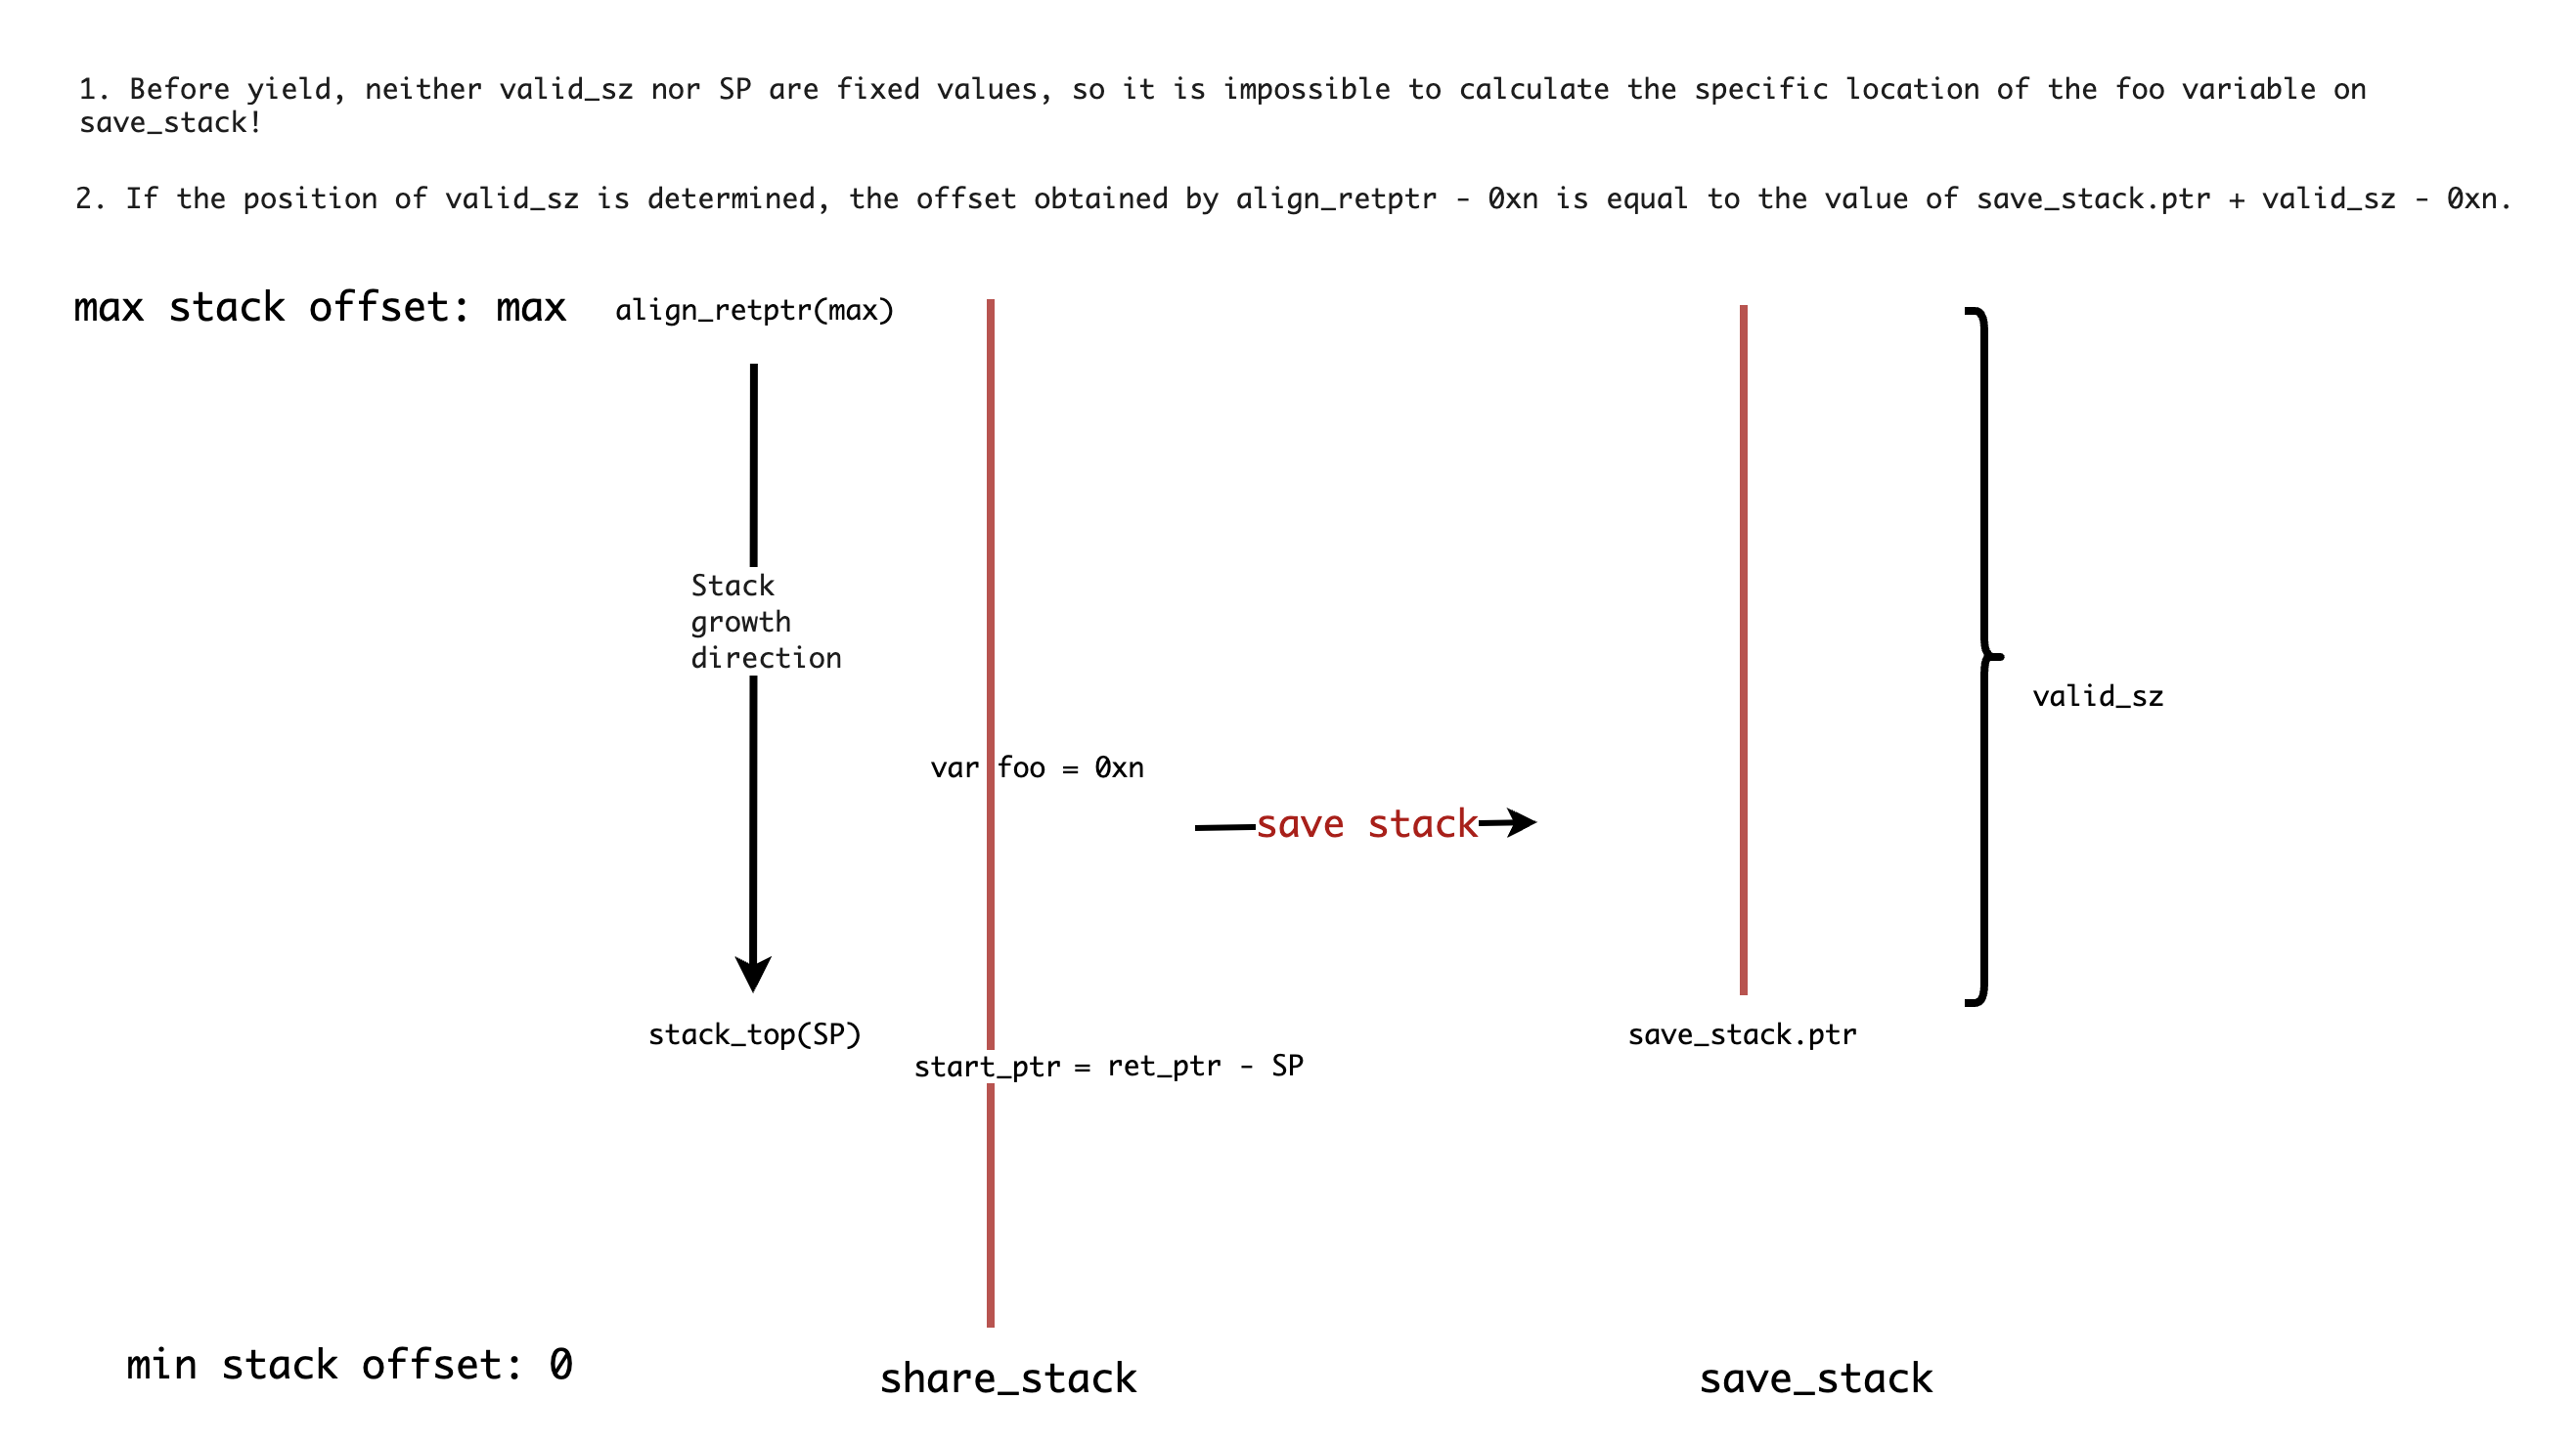 1. Before yield, neither valid_sz nor SP are fixed values, so it is impossible to calculate the specific location of the foo variable on
save_stack!
2. If the position of valid_sz is determined, the offset obtained by align_retptr - 0xn is equal to the value of save_stack.ptr + valid_sz - 0xn.
max stack offset: max
align_retptr(max)
Stack
growth
direction
valid_sz
var foo = 0xn
save stack
stack_top(SP)
save_stack.ptr
start_ptr = ret_ptr - SP
min stack offset: 0
share_stack
save_stack